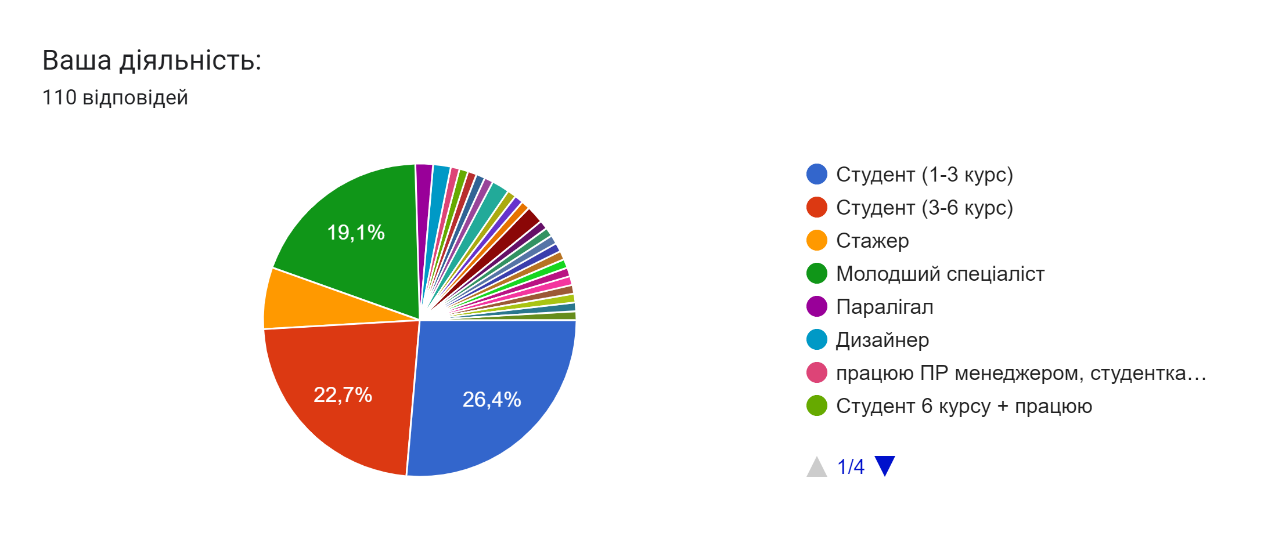 Ваша діяльність:
110 відповідей
19,1%
22,7%
26,4%
Студент (1-3 курс)
Студент (3-6 курс)
Стажер
Молодший спеціаліст
Паралігал
Дизайнер
працюю ПР менеджером, студентка…
Студент 6 курсу + працюю
1/4